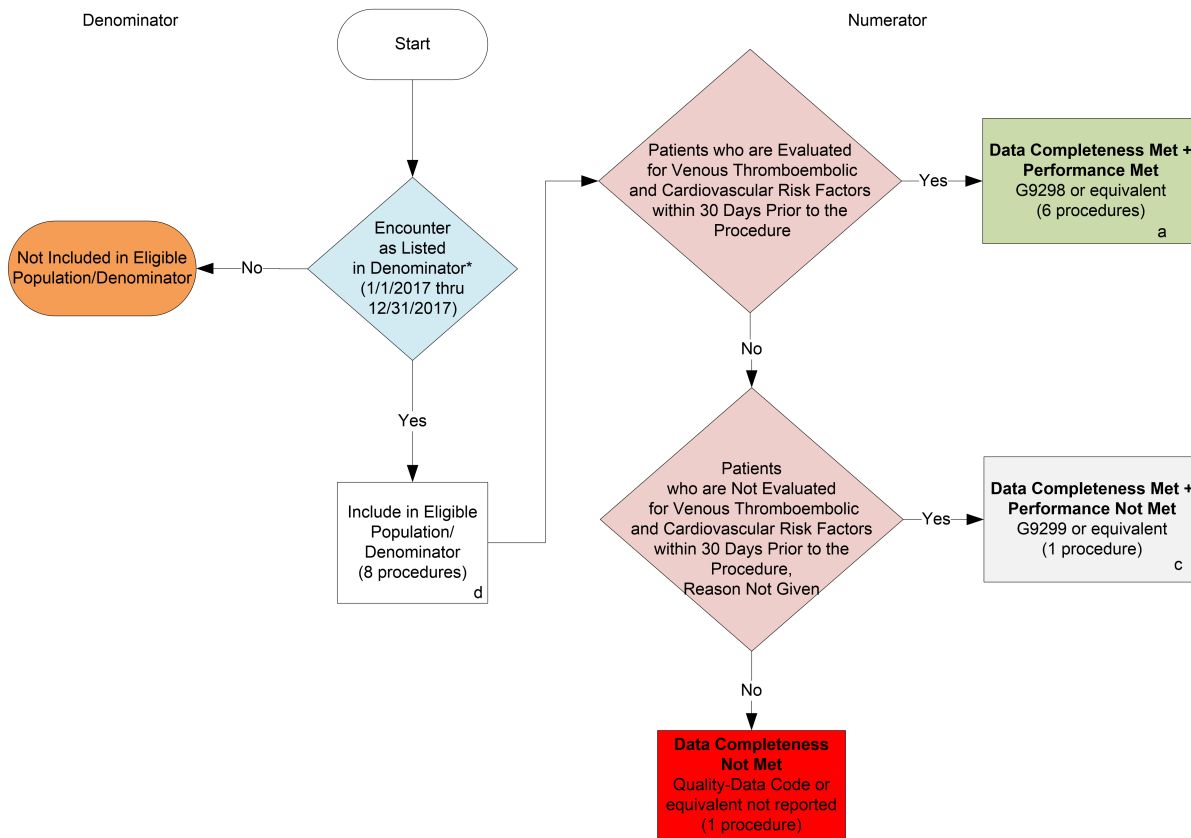 Denominator
Numerator
Start
Encounter
as Listed
in Denominator*
(1/1/2017 thru
12/31/2017)
No
Not Included in Eligible
Population/Denominator
Yes
Include in Eligible
Population/
Denominator
(8 procedures)
d
Patients who are Evaluated
for Venous Thromboembolic
and Cardiovascular Risk Factors
within 30 Days Prior to the
Procedure
Yes
Data Completeness Met +
Performance Met
G9298 or equivalent
(6 procedures)
a
No
Patients
who are Not Evaluated
for Venous Thromboembolic
and Cardiovascular Risk Factors
within 30 Days Prior to the
Procedure,
Reason Not Given
Yes
Data Completeness Met +
Performance Not Met
G9299 or equivalent
(1 procedure)
c
No
Data Completeness
Not Met
Quality-Data Code or
equivalent not reported
(1 procedure)